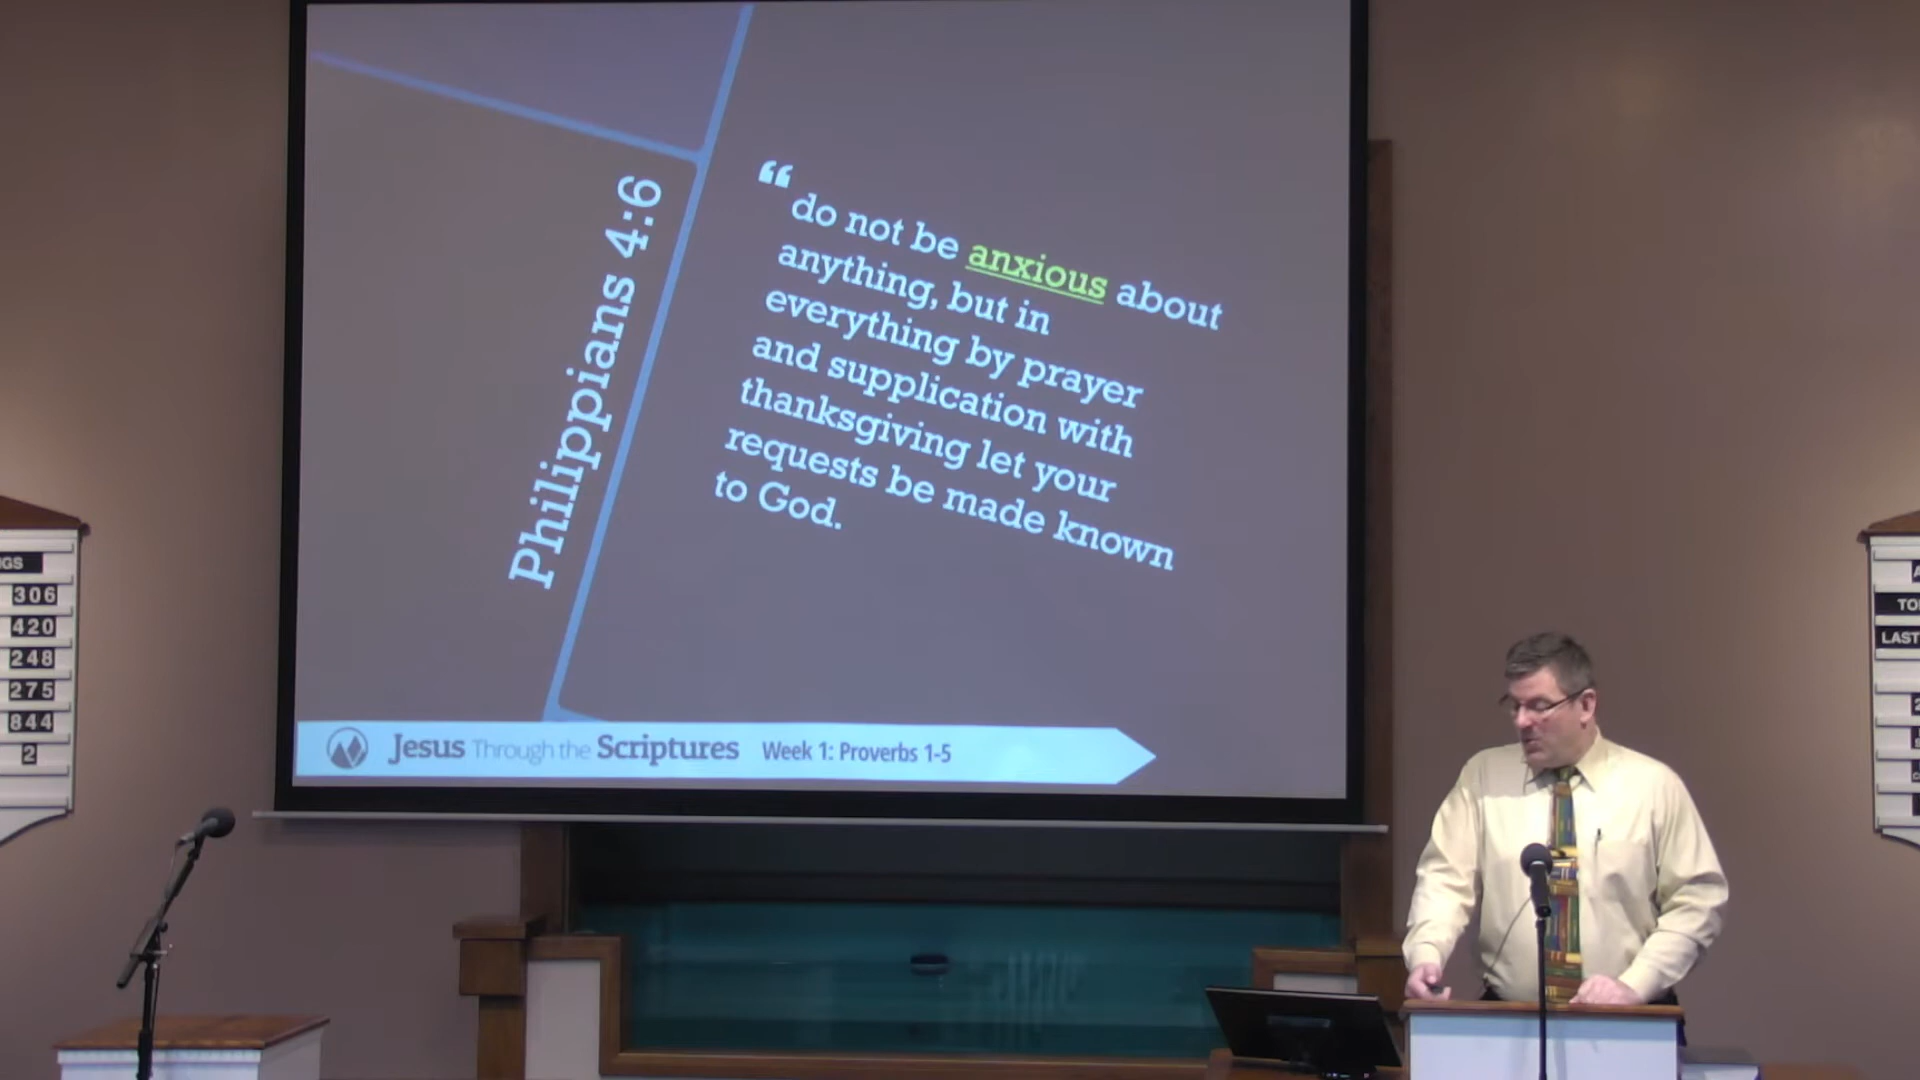 Philippians 4:6
“
do not be anxious about
anything, but in
everything by prayer
and supplication with
thanksgiving let your
requests be made known
to God.
Jesus Through the Scriptures Week 1: Proverbs 1-5
306
420
248
275
844
2
LAST